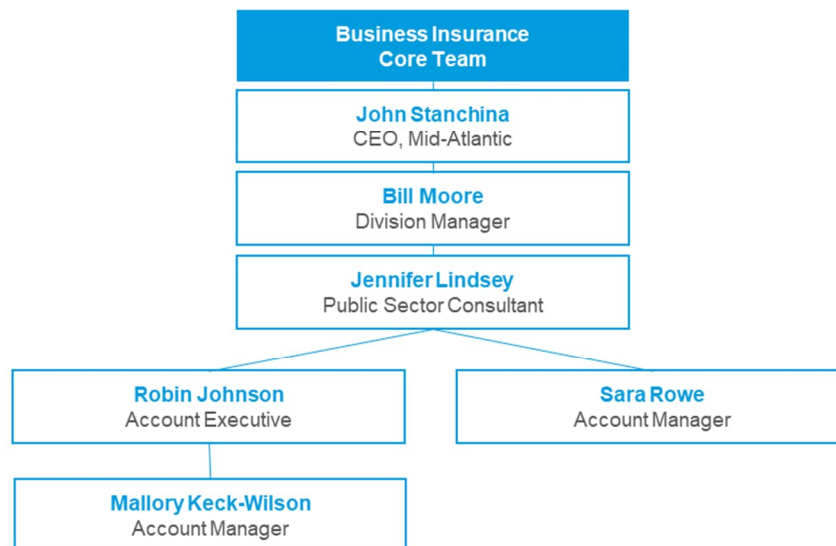 Business Insurance
Core Team
John Stanchina
CEO, Mid-Atlantic
Bill Moore
Division Manager
Jennifer Lindsey
Public Sector Consultant
Robin Johnson
Account Executive
Sara Rowe
Account Manager
Mallory Keck-Wilson
Account Manager